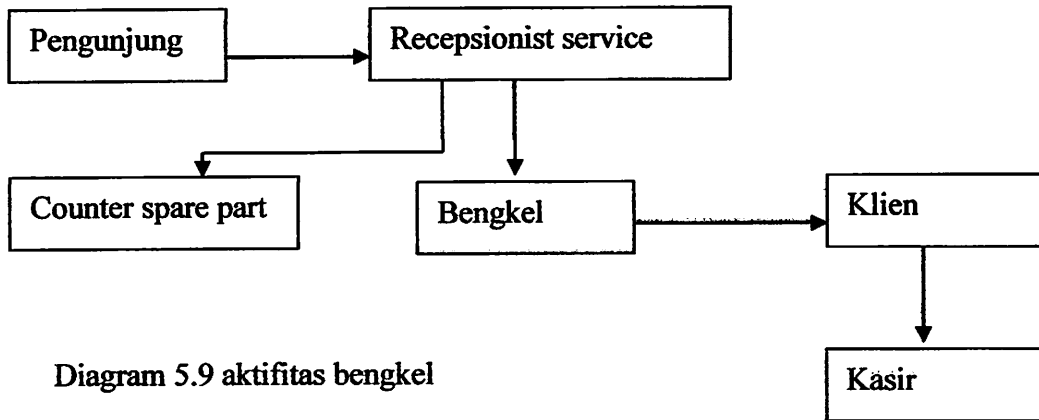 Pengunjung
Recepsionist service
Counter spare part
Bengkel
Klien
Kasir
Diagram 5.9 aktifitas bengkel